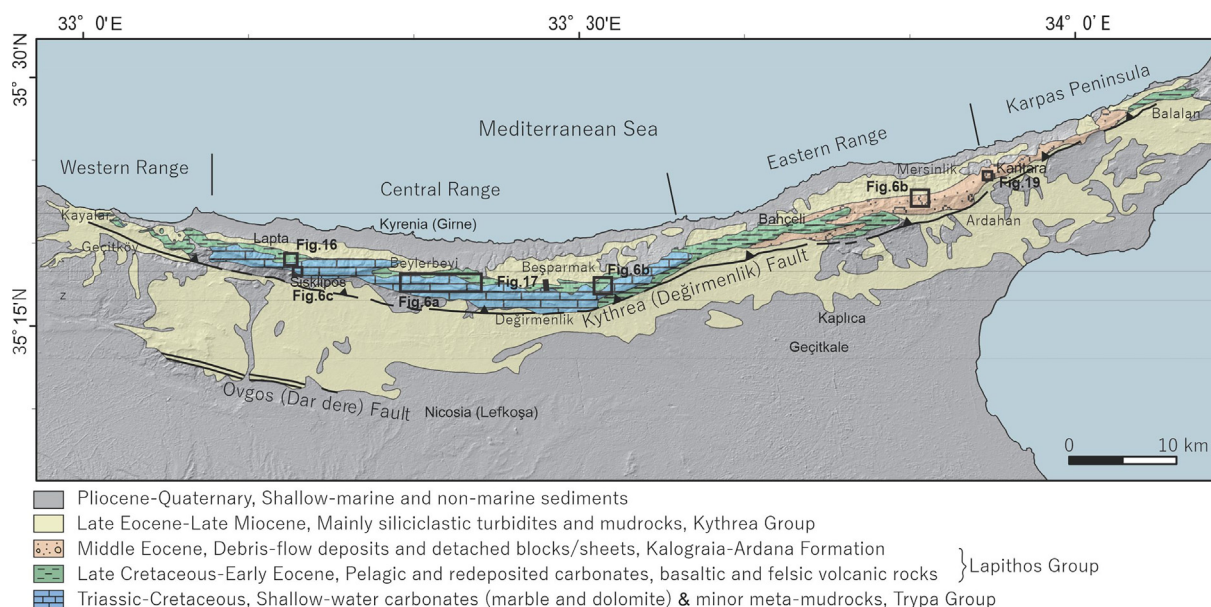 33° 0'E
33° 30'E
34° 0'E
35° 30'N
35° 15'N
Karpas Peninsula
Balalan
Mediterranean Sea
Eastern Range
Western Range
Central Range
Mersinlik
Kantara
Fig.6b
Fig.19
Kayalar
Kyrenia (Girne)
Bahçeli
Ardahan
Geçitköy
Lapta
Fig.16
Beylerbeyi
Beşparmak
Fig.6b
Fig.17
Sisklipos
Fig.6c
Fig.6a
Değirmenlik
Kythrea (Değirmenlik) Fault
Kaplıca
Geçitkale
z
Ovgos (Dar dere) Fault
Nicosia (Lefkoşa)
0 10 km
Pliocene-Quaternary, Shallow-marine and non-marine sediments
Late Eocene-Late Miocene, Mainly siliciclastic turbidites and mudrocks, Kythrea Group
Middle Eocene, Debris-flow deposits and detached blocks/sheets, Kalograia-Ardana Formation
Late Cretaceous-Early Eocene, Pelagic and redeposited carbonates, basaltic and felsic volcanic rocks
}Lapithos Group
Triassic-Cretaceous, Shallow-water carbonates (marble and dolomite) & minor meta-mudrocks, Trypa Group